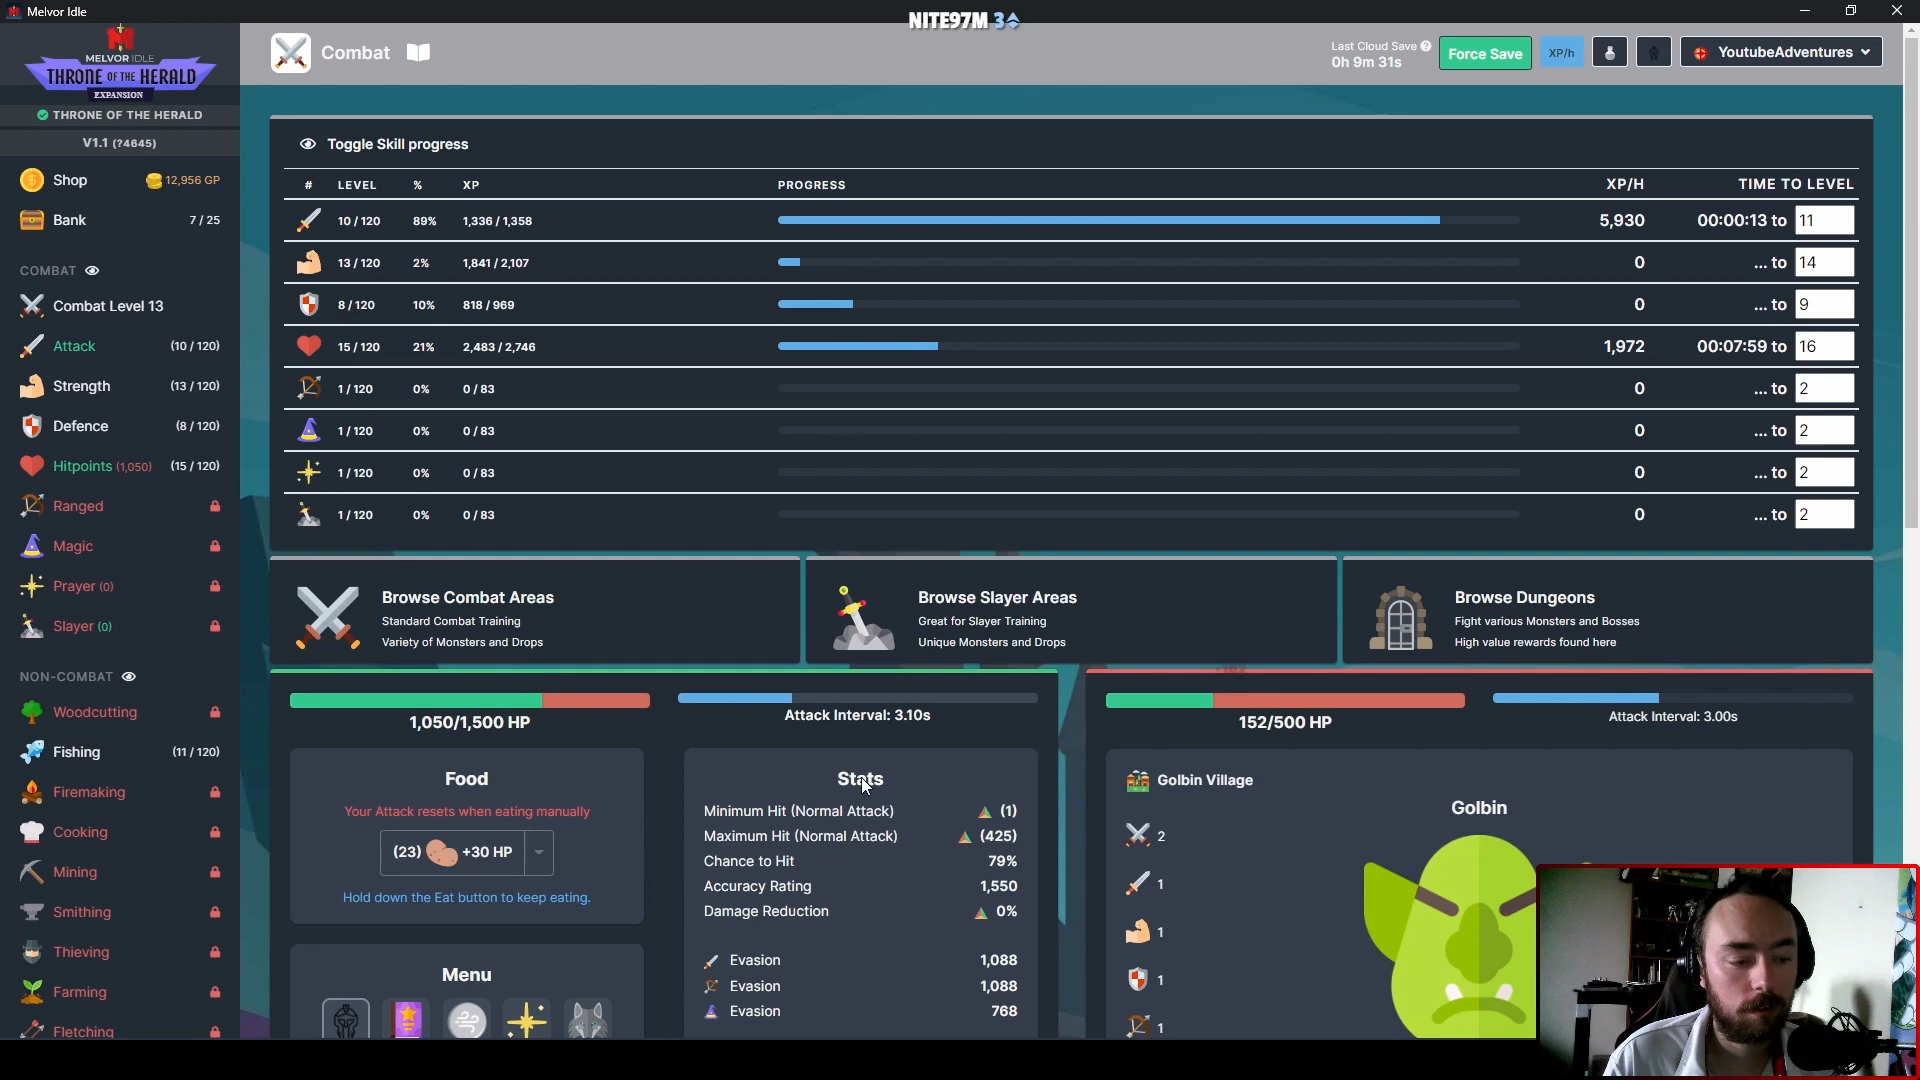 Melvor Idle
NITE97M 3
MELVOR IDLE
THRONE OF THE HERALD
EXPANSION
THRONE OF THE HERALD
V1.1 (?4645)
Shop 12,956 GP
Bank 7 / 25
COMBAT
Combat Level 13
Attack (10 / 120)
Strength (13 / 120)
Defence (8 / 120)
Hitpoints (1,050) (15 / 120)
Ranged
Magic
Prayer (0)
Slayer (0)
NON-COMBAT
Woodcutting
Fishing (11 / 120)
Firemaking
Cooking
Mining
Smithing
Thieving
Farming
Fletching
Combat
Last Cloud Save
0h 9m 31s
Force Save
XP/h
YoutubeAdventures
Toggle Skill progress
# LEVEL % XP PROGRESS XP/H TIME TO LEVEL
10 / 120 89% 1,336 / 1,358 5,930 00:00:13 to 11
13 / 120 2% 1,841 / 2,107 0 ... to 14
8 / 120 10% 818 / 969 0 ... to 9
15 / 120 21% 2,483 / 2,746 1,972 00:07:59 to 16
1 / 120 0% 0 / 83 0 ... to 2
1 / 120 0% 0 / 83 0 ... to 2
1 / 120 0% 0 / 83 0 ... to 2
1 / 120 0% 0 / 83 0 ... to 2
Browse Combat Areas
Standard Combat Training
Variety of Monsters and Drops
Browse Slayer Areas
Great for Slayer Training
Unique Monsters and Drops
Browse Dungeons
Fight various Monsters and Bosses
High value rewards found here
1,050/1,500 HP
Attack Interval: 3.10s
Food
Your Attack resets when eating manually
(23) +30 HP
Hold down the Eat button to keep eating.
Menu
Stats
Minimum Hit (Normal Attack) (1)
Maximum Hit (Normal Attack) (425)
Chance to Hit 79%
Accuracy Rating 1,550
Damage Reduction 0%
Evasion 1,088
Evasion 1,088
Evasion 768
152/500 HP
Attack Interval: 3.00s
Golbin Village
Golbin
2
1
1
1
1